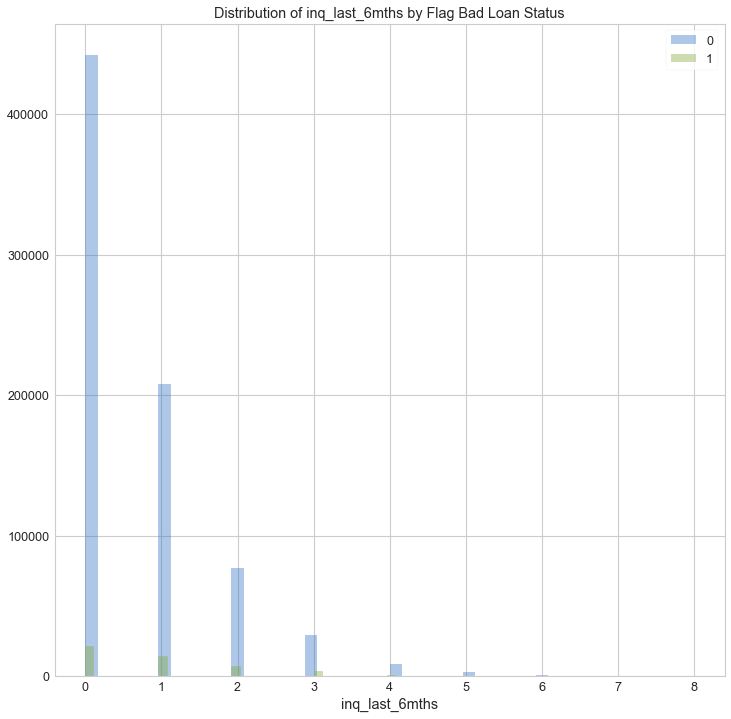 Distribution of inq_last_6mths by Flag Bad Loan Status
0
1
400000
300000
200000
100000
0
0 1 2 3 4 5 6 7 8
inq_last_6mths